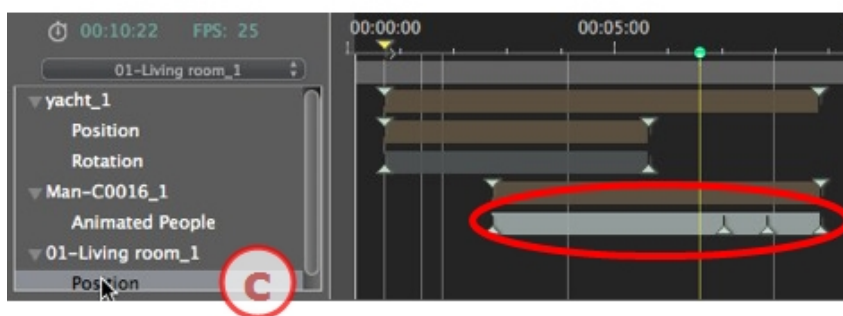 00:10:22 FPS: 25 00:00:00 00:05:00
01-Living room_1
yacht_1
Position
Rotation
Man-C0016_1
Animated People
01-Living room_1
Position C